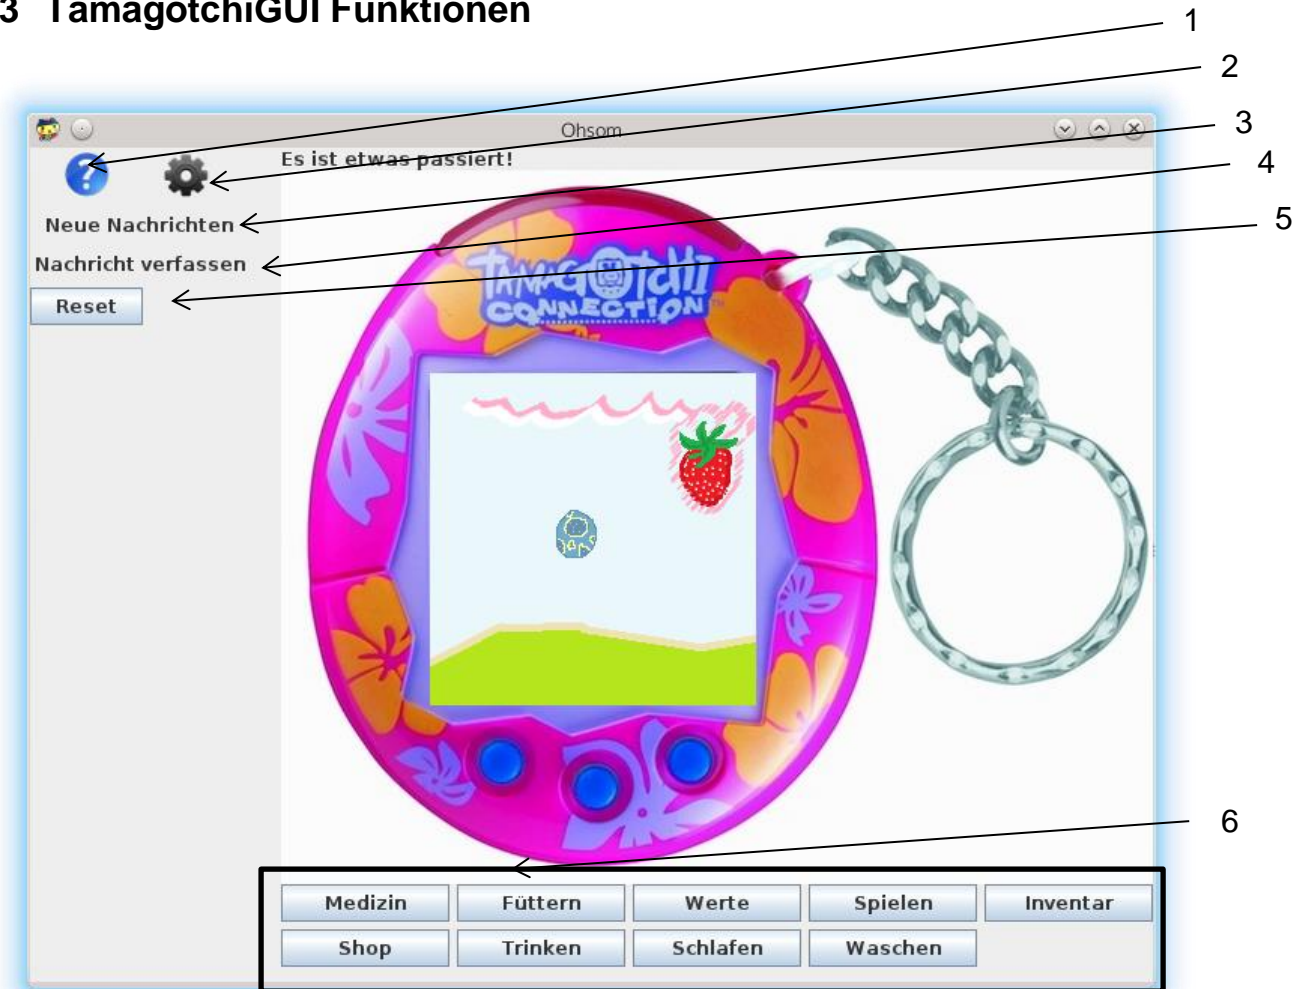 3 TamagotchiGUI Funktionen
1
2
3
4
5
6
Ohsom
Es ist etwas passiert!
Neue Nachrichten
Nachricht verfassen
Reset
TAMAGOTCHI
CONNECTION™
Medizin Füttern Werte Spielen Inventar
Shop Trinken Schlafen Waschen